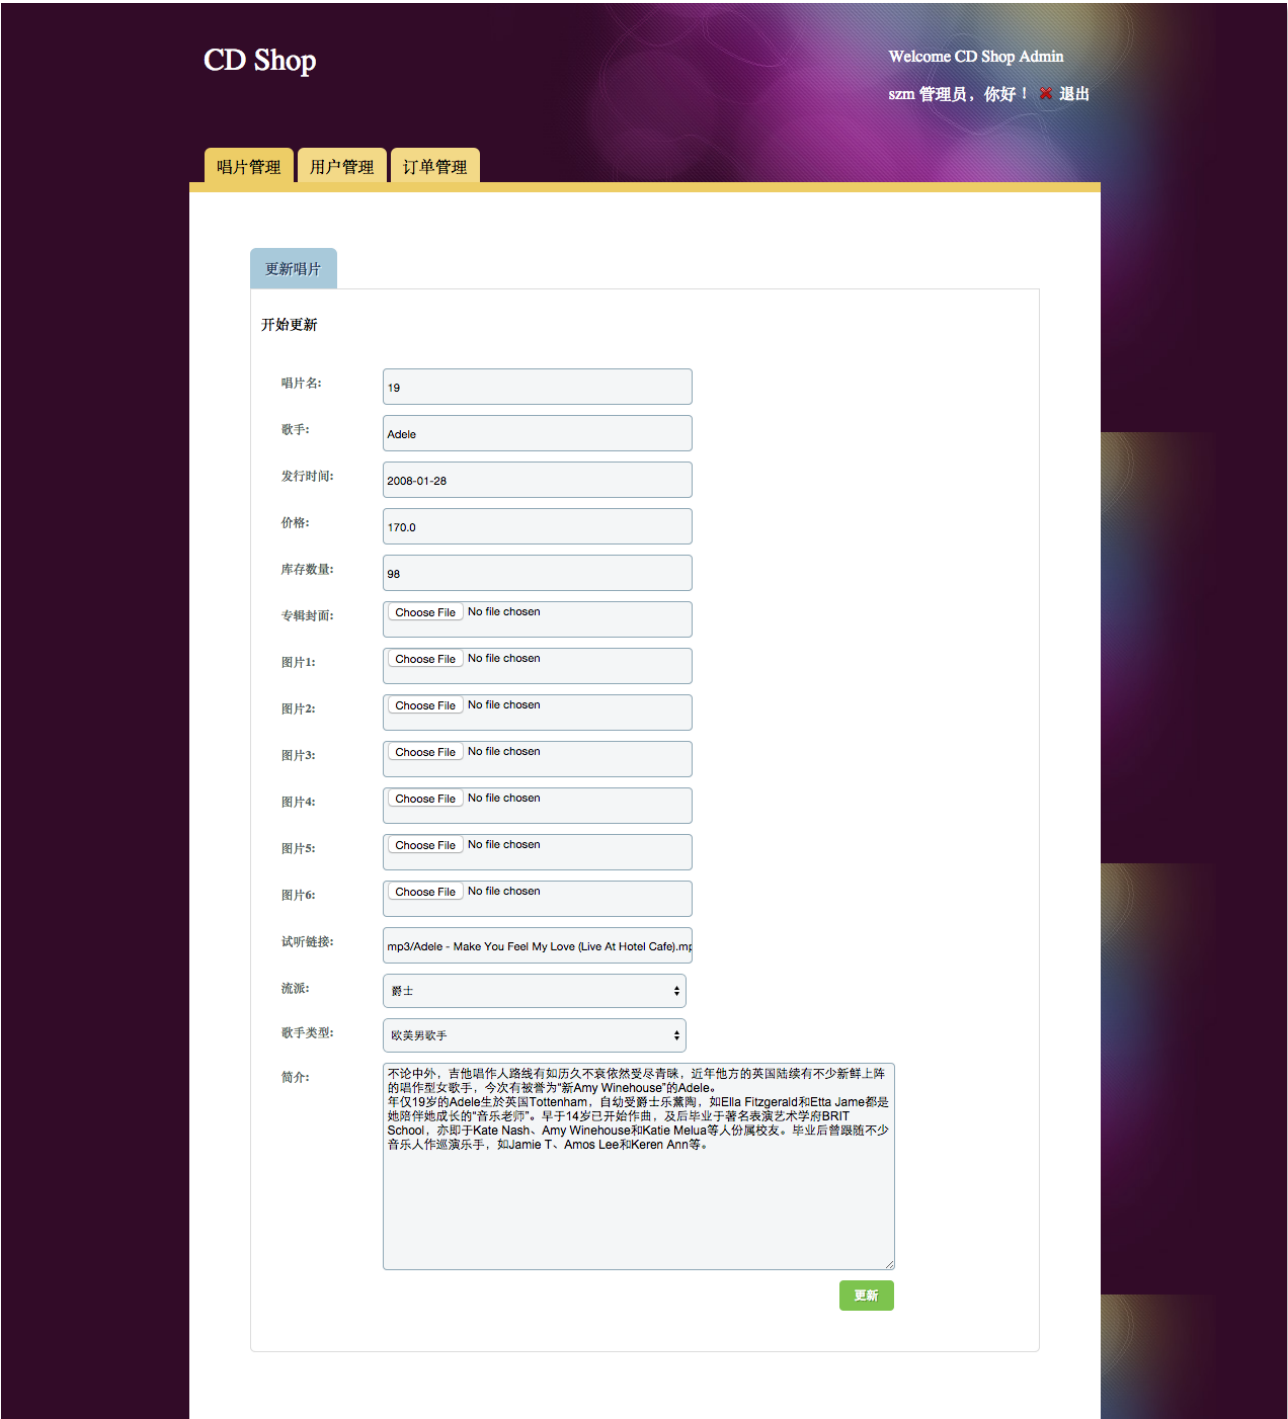 CD Shop
Welcome CD Shop Admin
szm 管理员，你好！ 退出
唱片管理 用户管理 订单管理
更新唱片
开始更新
唱片名: 19
歌手: Adele
发行时间: 2008-01-28
价格: 170.0
库存数量: 98
专辑封面: Choose File No file chosen
图片1: Choose File No file chosen
图片2: Choose File No file chosen
图片3: Choose File No file chosen
图片4: Choose File No file chosen
图片5: Choose File No file chosen
图片6: Choose File No file chosen
试听链接: mp3/Adele - Make You Feel My Love (Live At Hotel Cafe).mp
流派: 爵士
歌手类型: 欧美男歌手
简介: 不论中外，吉他唱作人路线有如历久不衰依然受尽青睐，近年他方的英国陆续有不少新鲜上阵
的唱作型女歌手，今次有被誉为“新Amy Winehouse”的Adele。
年仅19岁的Adele生於英国Tottenham，自幼受爵士乐薰陶，如Ella Fitzgerald和Etta Jame都是
她陪伴她成长的“音乐老师”。早于14岁已开始作曲，及后毕业于著名表演艺术学府BRIT
School，亦即于Kate Nash、Amy Winehouse和Katie Melua等人份属校友。毕业后曾跟随不少
音乐人作巡演乐手，如Jamie T、Amos Lee和Keren Ann等。
更新